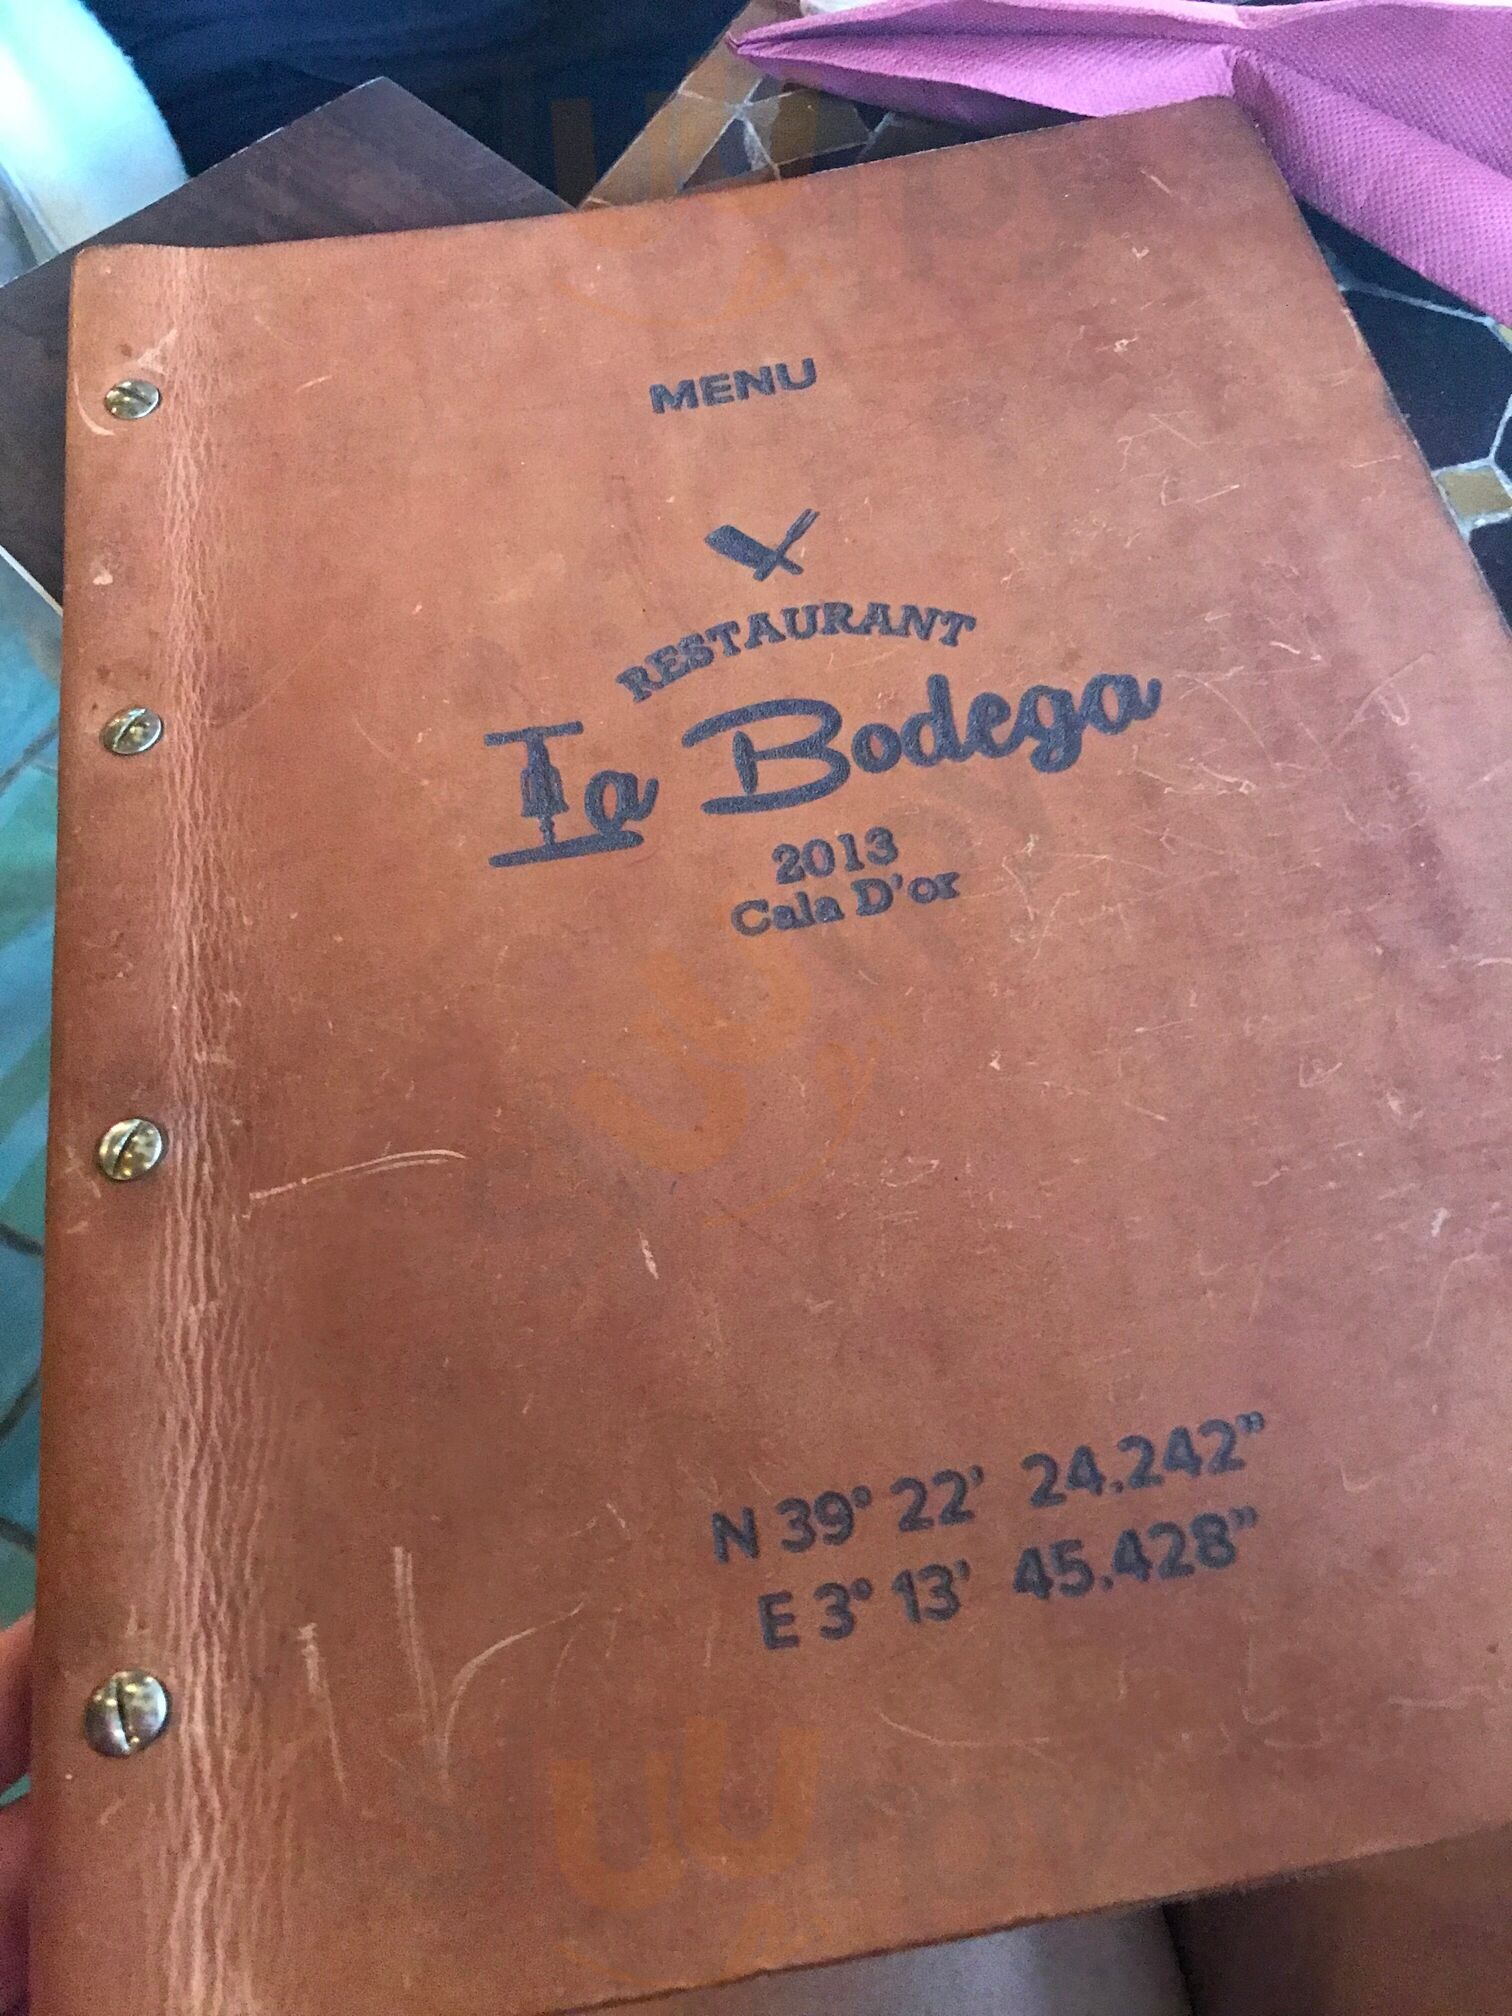 MENU
RESTAURANT
La Bodega
2013
Cala D'or
N 39° 22' 24.242"
E 3° 13' 45.428"